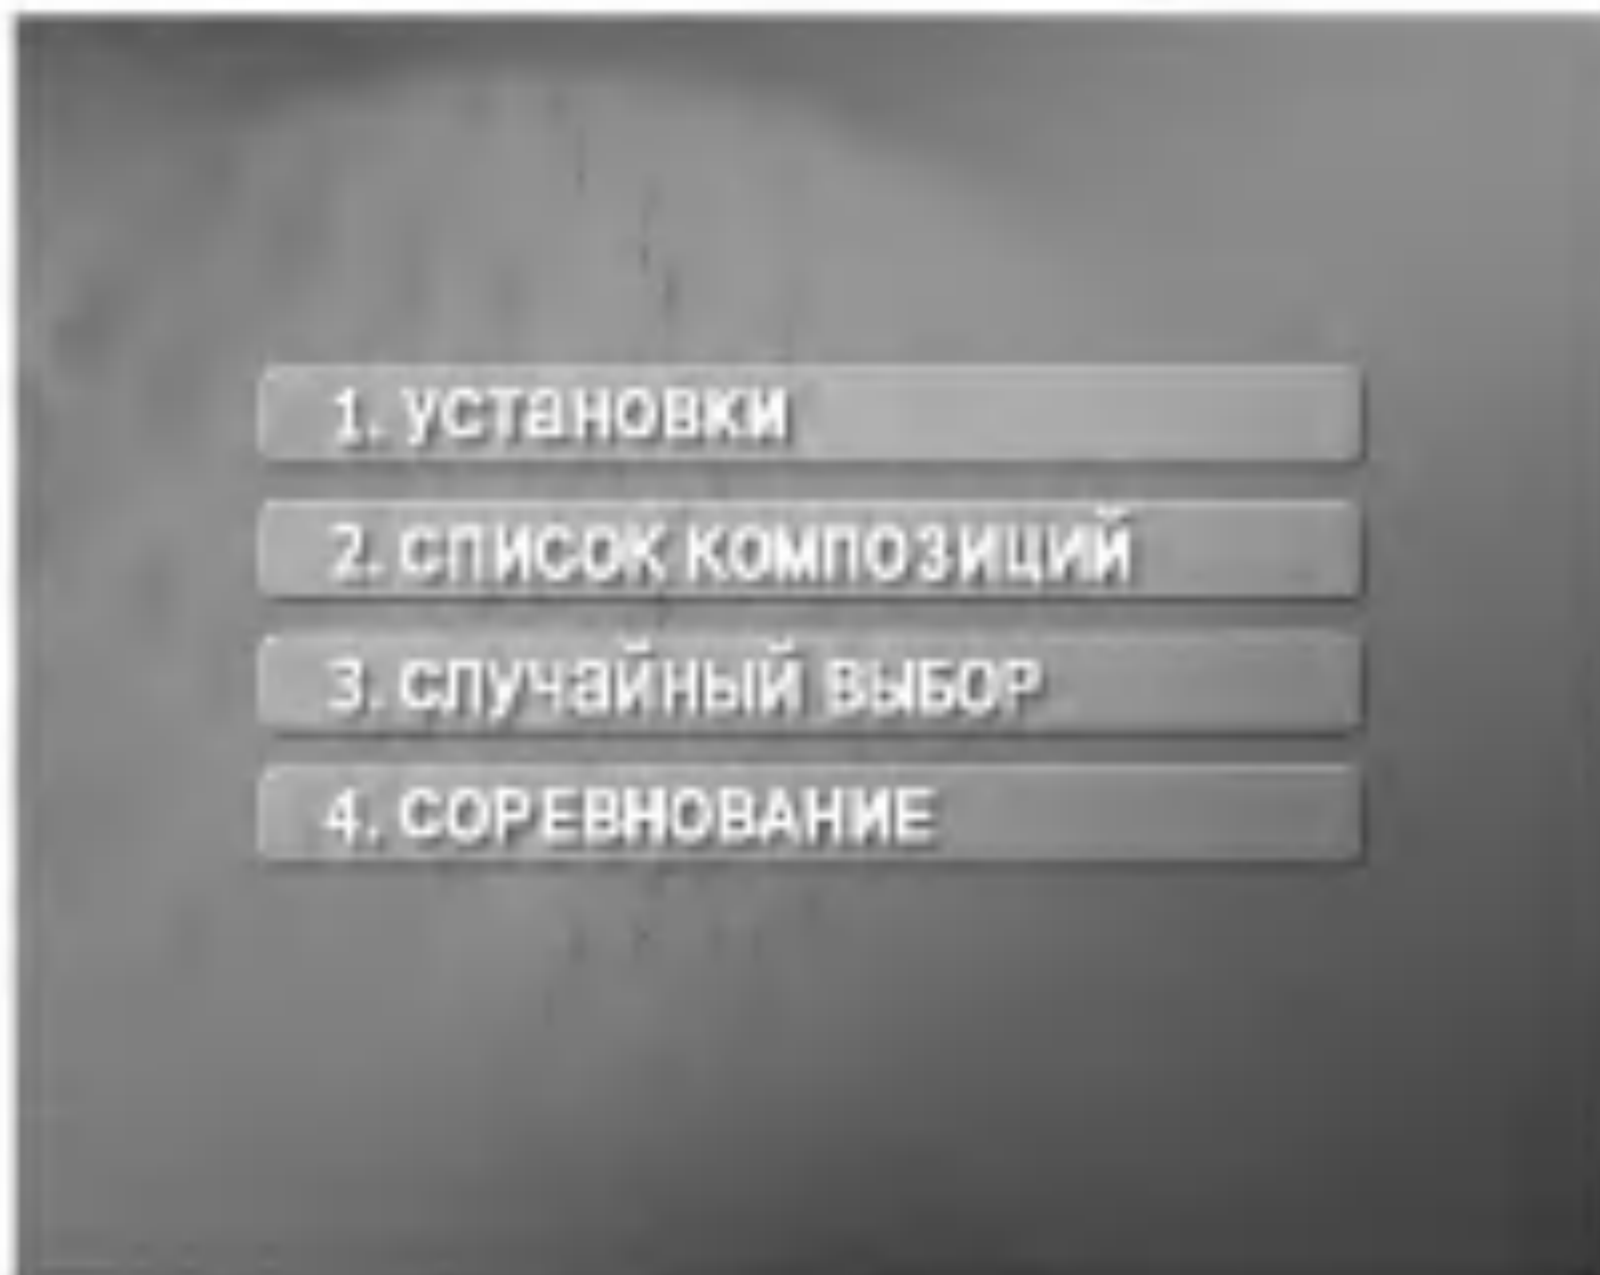 1. Установки
2. Список композиций
3. Случайный выбор
4. СОРЕВНОВАНИЕ